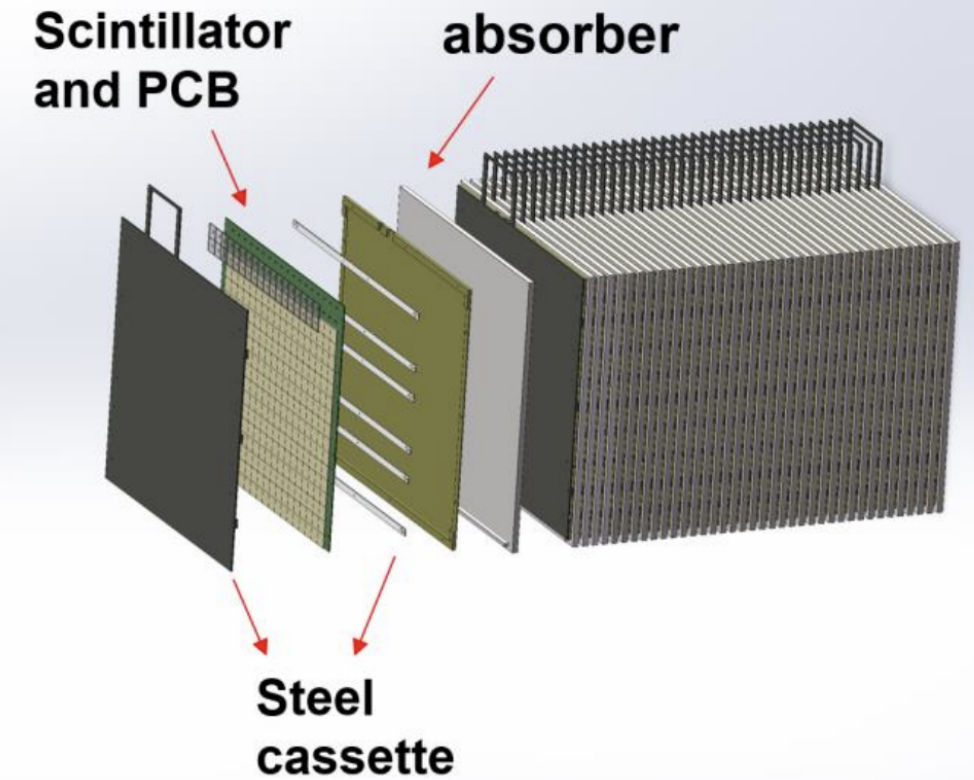 Scintillator
and PCB
absorber
Steel
cassette